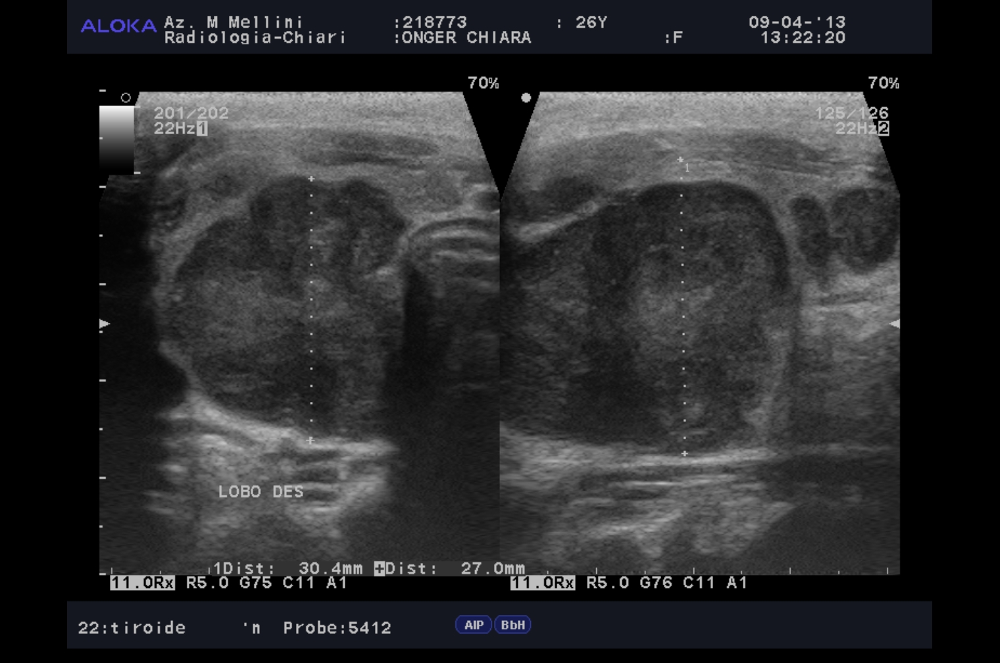 ALOKA Az. M Mellini :218773 : 26Y 09-04-'13
Radiologia-Chiari :ONGER CHIARA :F 13:22:20
70% 70%
201/202 125/126
22Hz1 22Hz2
1
LOBO DES
1Dist: 30.4mm +Dist: 27.0mm
11.0Rx R5.0 G75 C11 A1 11.0Rx R5.0 G76 C11 A1
22:tiroide 'n Probe:5412 AIP BbH